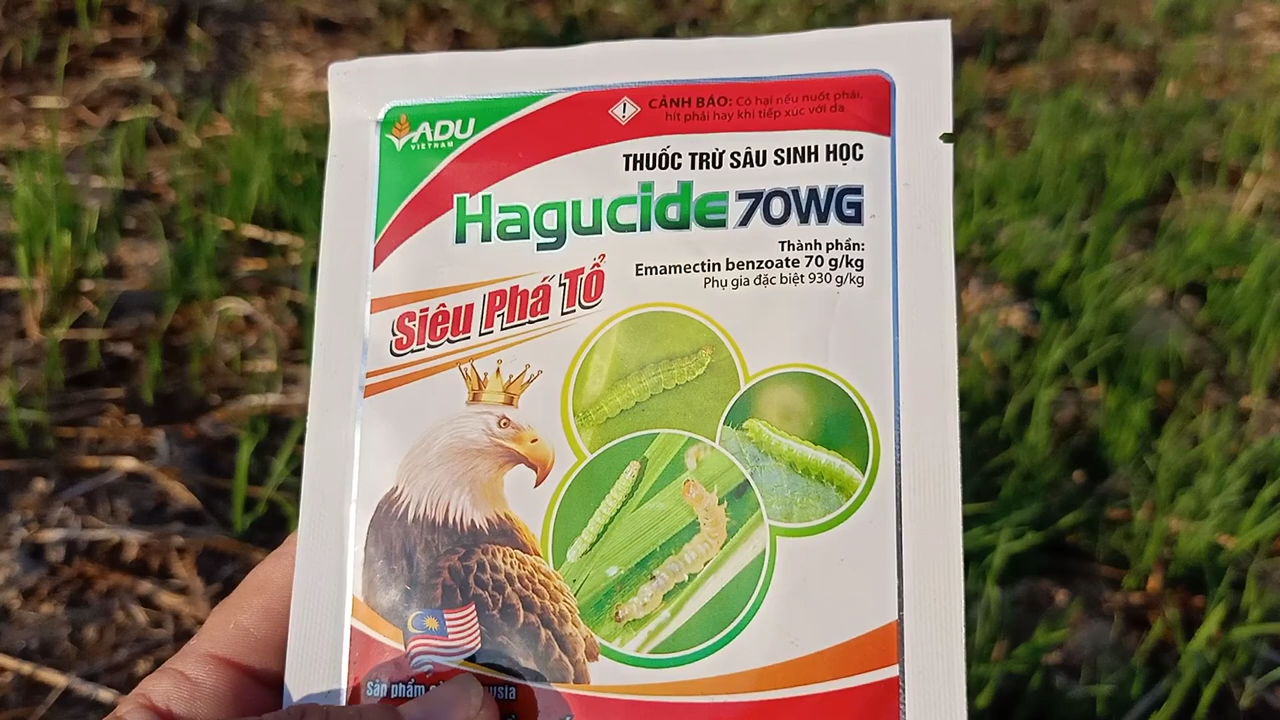 ADU
VIETNAM
CẢNH BÁO: Có hại nếu nuốt phải,
hít phải hay khi tiếp xúc với da
THUỐC TRỪ SÂU SINH HỌC
Hagucide 70WG
Thành phần:
Emamectin benzoate 70 g/kg
Phụ gia đặc biệt 930 g/kg
Siêu Phá Tổ
Sản phẩm